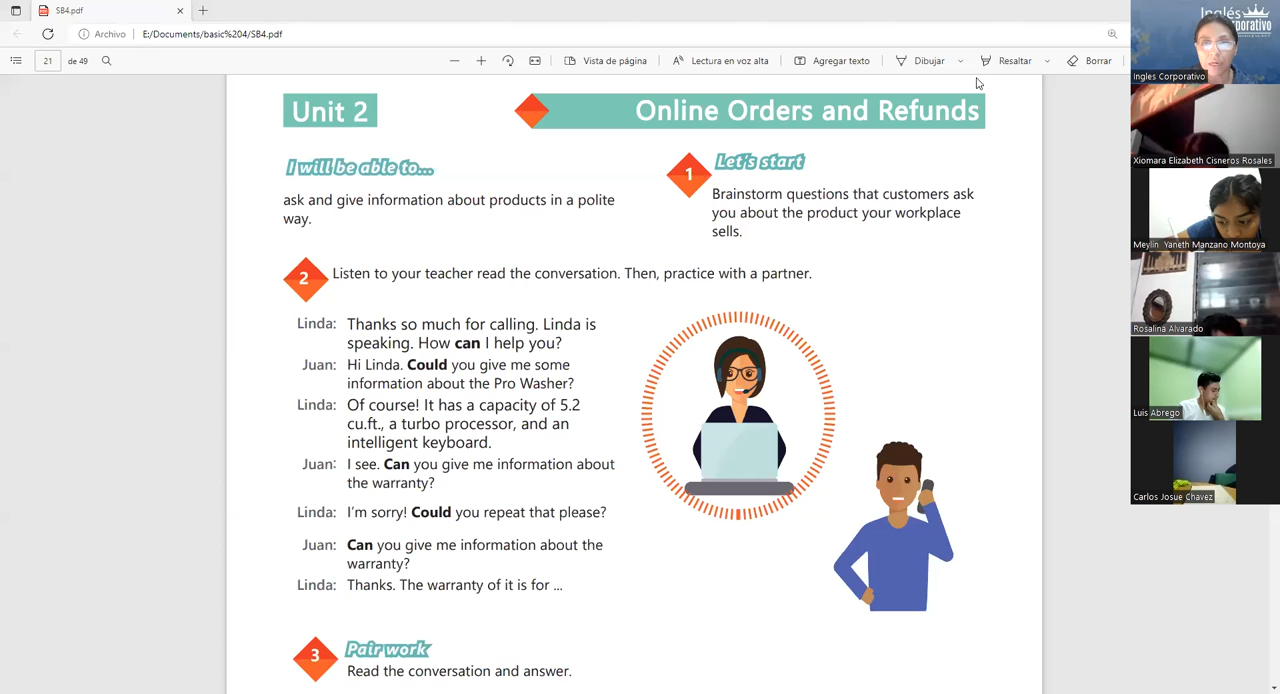 SB4.pdf
Archivo
E:/Documents/basic%204/SB4.pdf
21
de 49
Vista de página
Lectura en voz alta
Agregar texto
Dibujar
Resaltar
Borrar
Unit 2
Online Orders and Refunds
I will be able to...
ask and give information about products in a polite
way.
1
Let's start
Brainstorm questions that customers ask
you about the product your workplace
sells.
2
Listen to your teacher read the conversation. Then, practice with a partner.
Linda: Thanks so much for calling. Linda is
speaking. How can I help you?
Juan: Hi Linda. Could you give me some
information about the Pro Washer?
Linda: Of course! It has a capacity of 5.2
cu.ft., a turbo processor, and an
intelligent keyboard.
Juan: I see. Can you give me information about
the warranty?
Linda: I'm sorry! Could you repeat that please?
Juan: Can you give me information about the
warranty?
Linda: Thanks. The warranty of it is for ...
3
Pair work
Read the conversation and answer.
Inglés
Ingles Corporativo
Xiomara Elizabeth Cisneros Rosales
Meylin Yaneth Manzano Montoya
Rosalina Alvarado
Luis Abrego
Carlos Josue Chavez